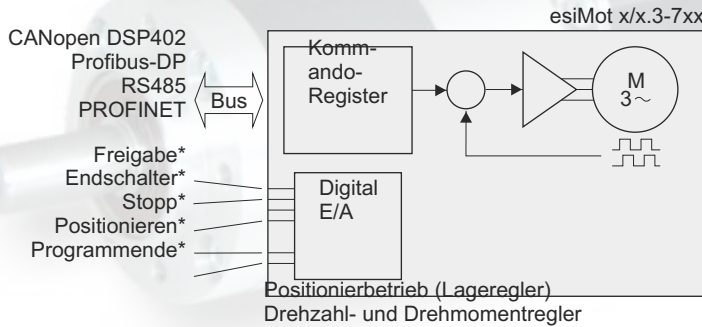 esiMot x/x.3-7xx
CANopen DSP402
Profibus-DP
RS485
PROFINET
Bus
Komm-
ando-
Register
M
3~
Freigabe*
Endschalter*
Stopp*
Positionieren*
Programmende*
Digital
E/A
Positionierbetrieb (Lageregler)
Drehzahl- und Drehmomentregler